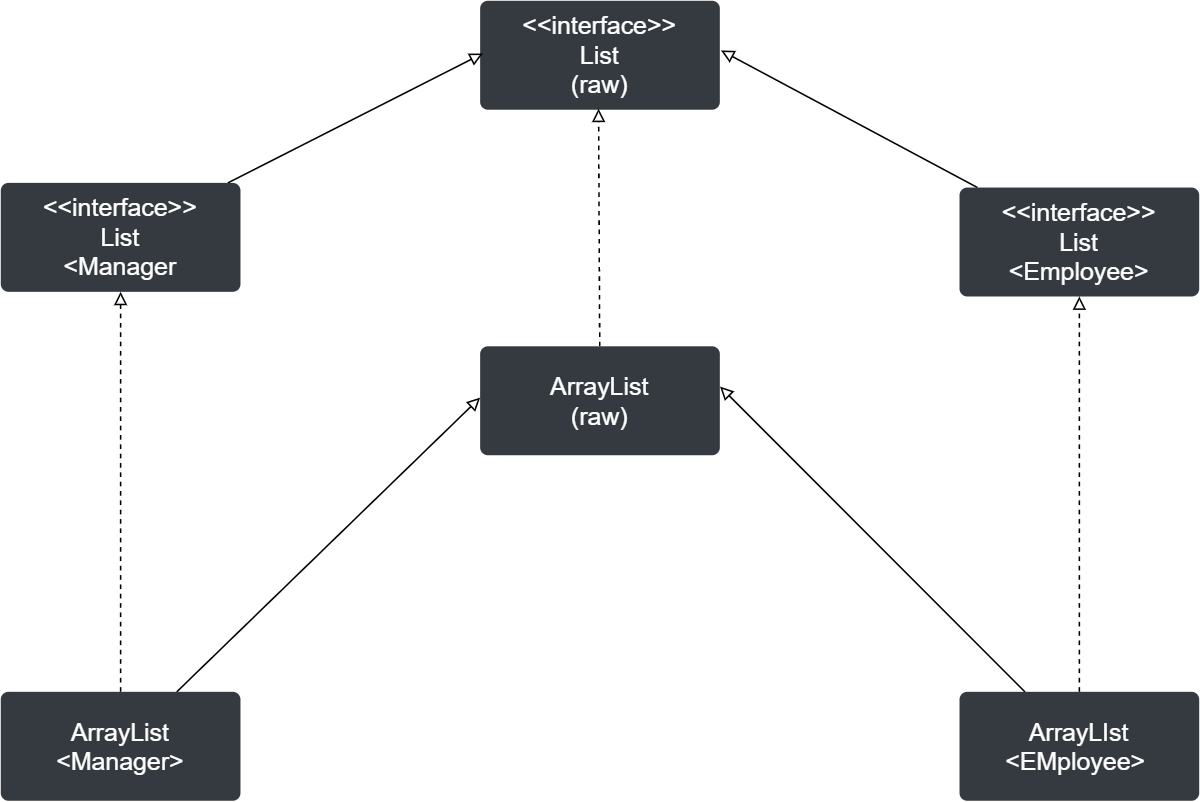 <<interface>>
List
(raw)
<<interface>>
List
<Manager
<<interface>>
List
<Employee>
ArrayList
(raw)
ArrayList
<Manager>
ArrayLIst
<EMployee>